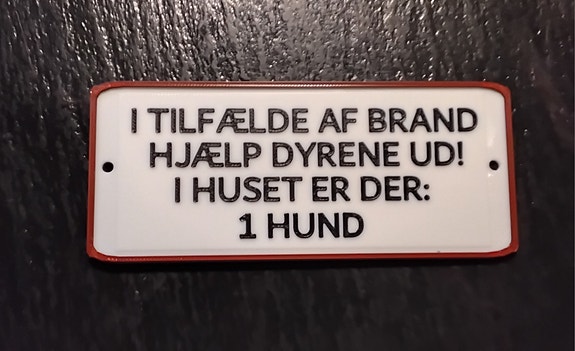 I TILFÆLDE AF BRAND
HJÆLP DYRENE UD!
I HUSET ER DER:
1 HUND